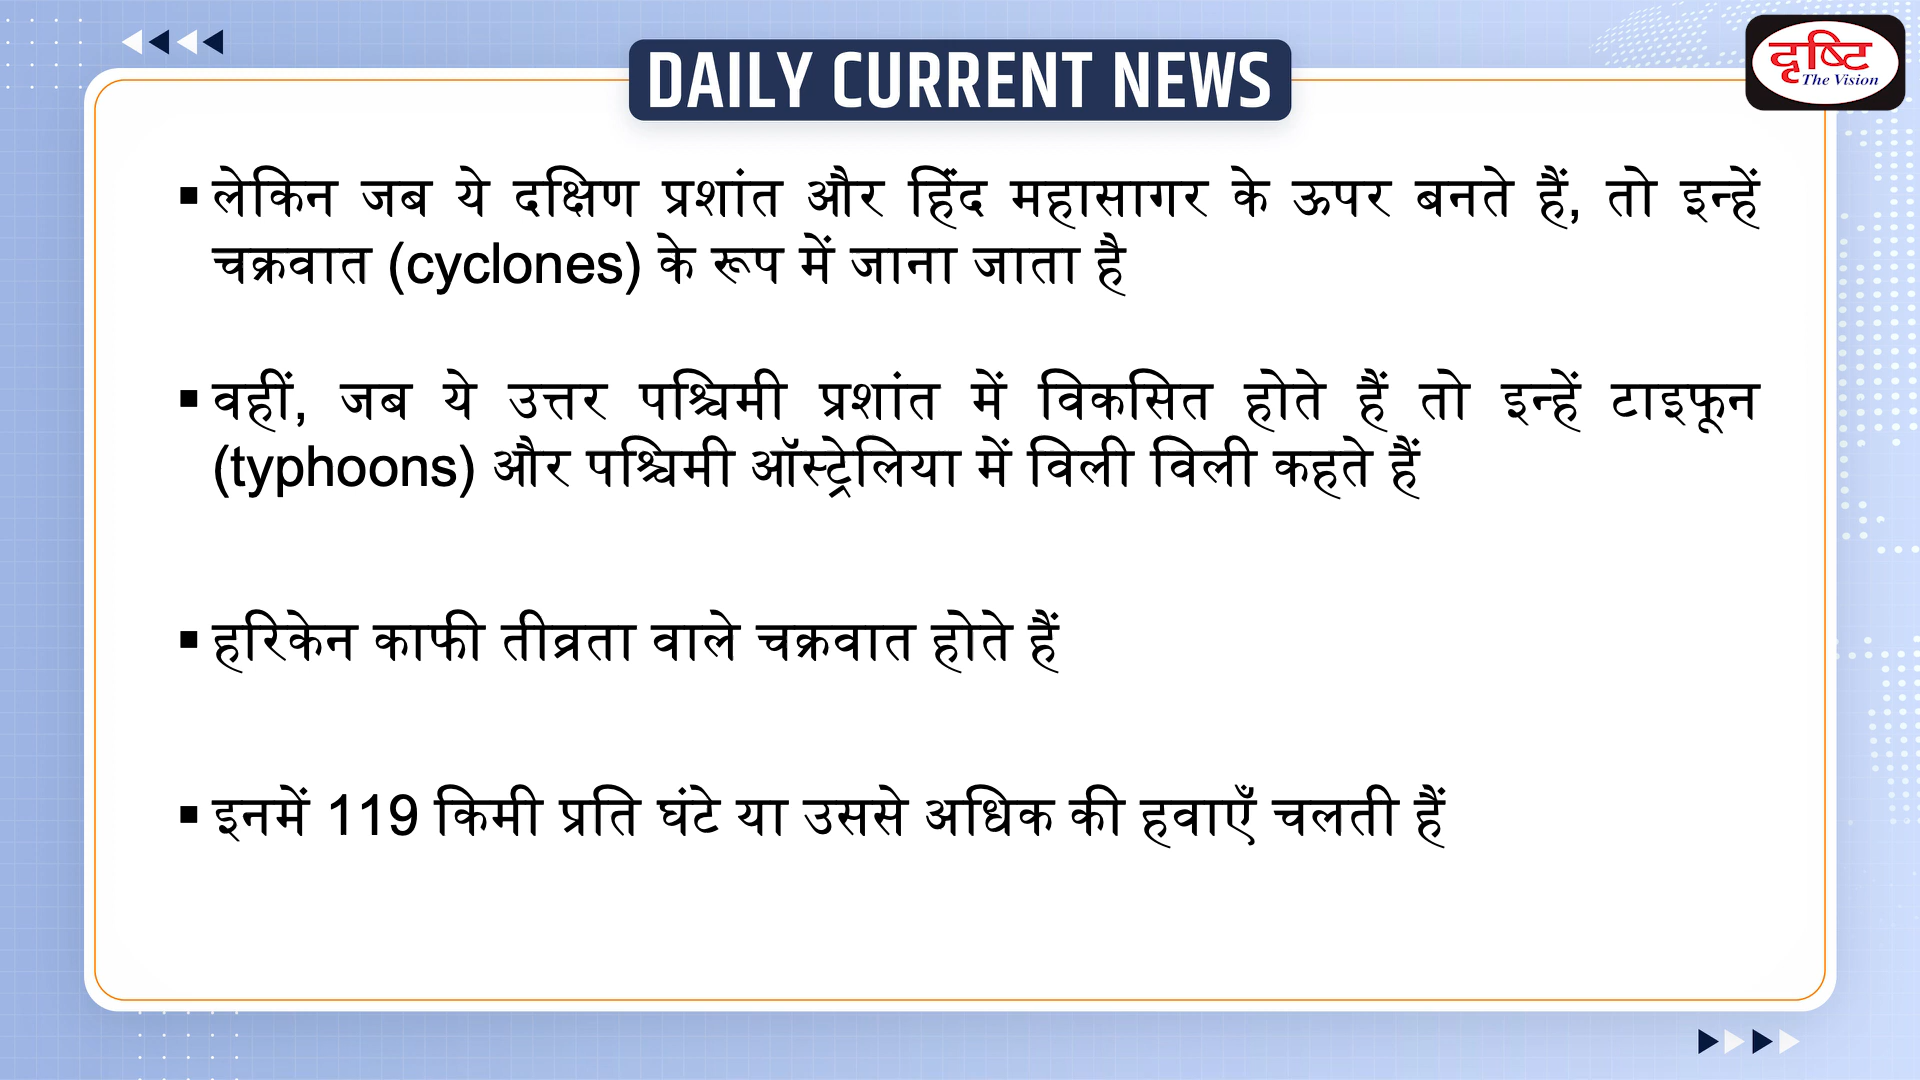 DAILY CURRENT NEWS
दृष्टि
The Vision
▪ लेकिन जब ये दक्षिण प्रशांत और हिंद महासागर के ऊपर बनते हैं, तो इन्हें
चक्रवात (cyclones) के रूप में जाना जाता है
▪ वहीं, जब ये उत्तर पश्चिमी प्रशांत में विकसित होते हैं तो इन्हें टाइफून
(typhoons) और पश्चिमी ऑस्ट्रेलिया में विली विली कहते हैं
▪ हरिकेन काफी तीव्रता वाले चक्रवात होते हैं
▪ इनमें 119 किमी प्रति घंटे या उससे अधिक की हवाएँ चलती हैं